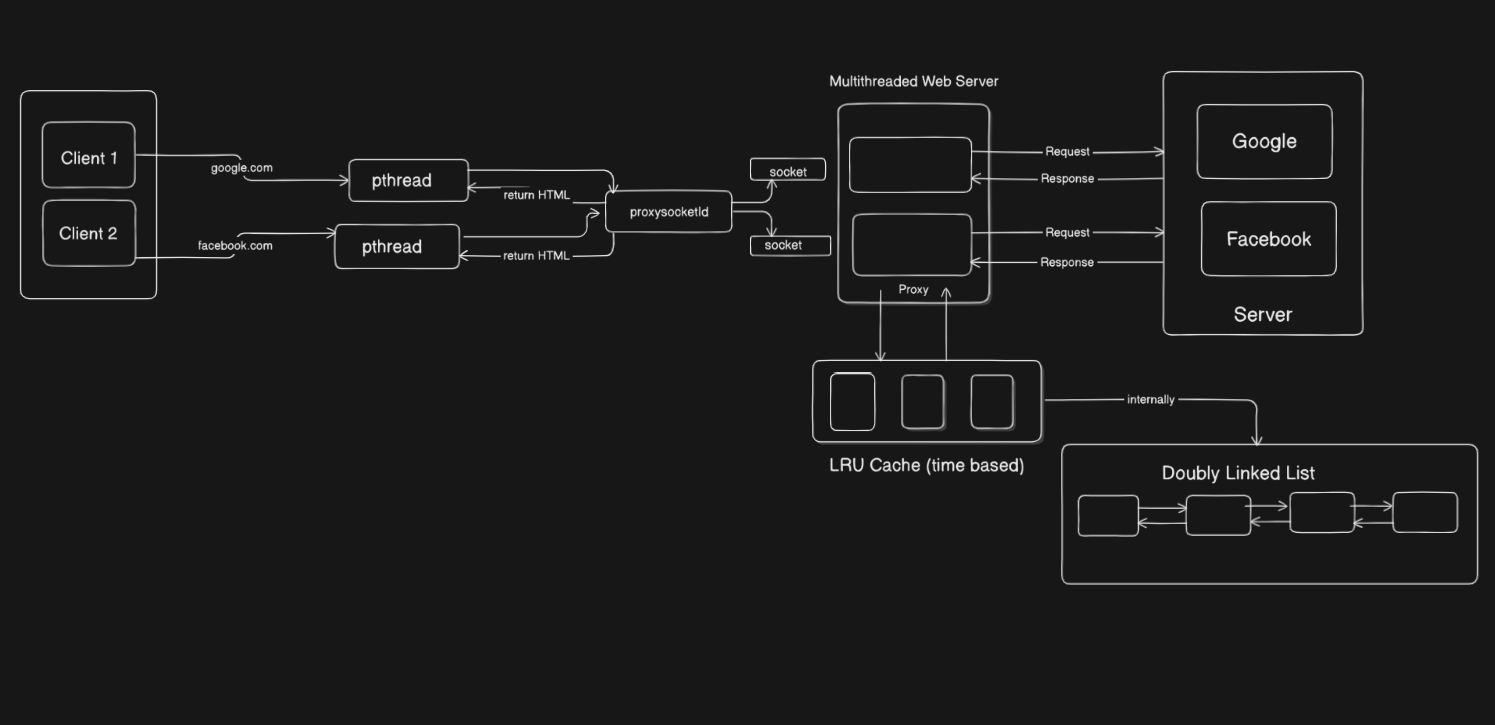 Multithreaded Web Server
Client 1
google.com
pthread
return HTML
Client 2
facebook.com
pthread
return HTML
proxysocketId
socket
socket
Proxy
Request
Response
Request
Response
Google
Facebook
Server
LRU Cache (time based)
internally
Doubly Linked List